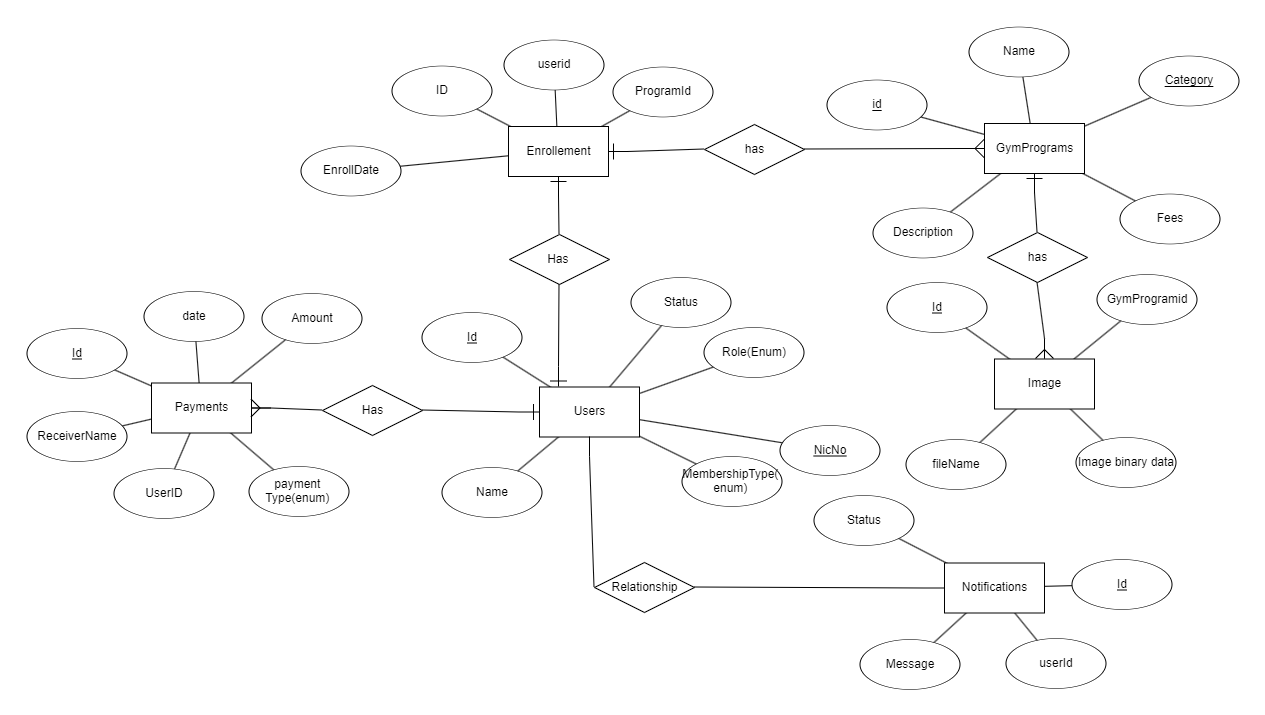 Name
userid
Category
ID
ProgramId
id
Enrollement
has
GymPrograms
EnrollDate
Description
Fees
Has
has
Status
Id
GymProgramid
date
Amount
Id
Role(Enum)
Id
Image
Payments
Has
Users
ReceiverName
NicNo
fileName
Image binary data
MembershipType(
enum)
UserID
payment
Type(enum)
Name
Status
Relationship
Notifications
Id
Message
userId